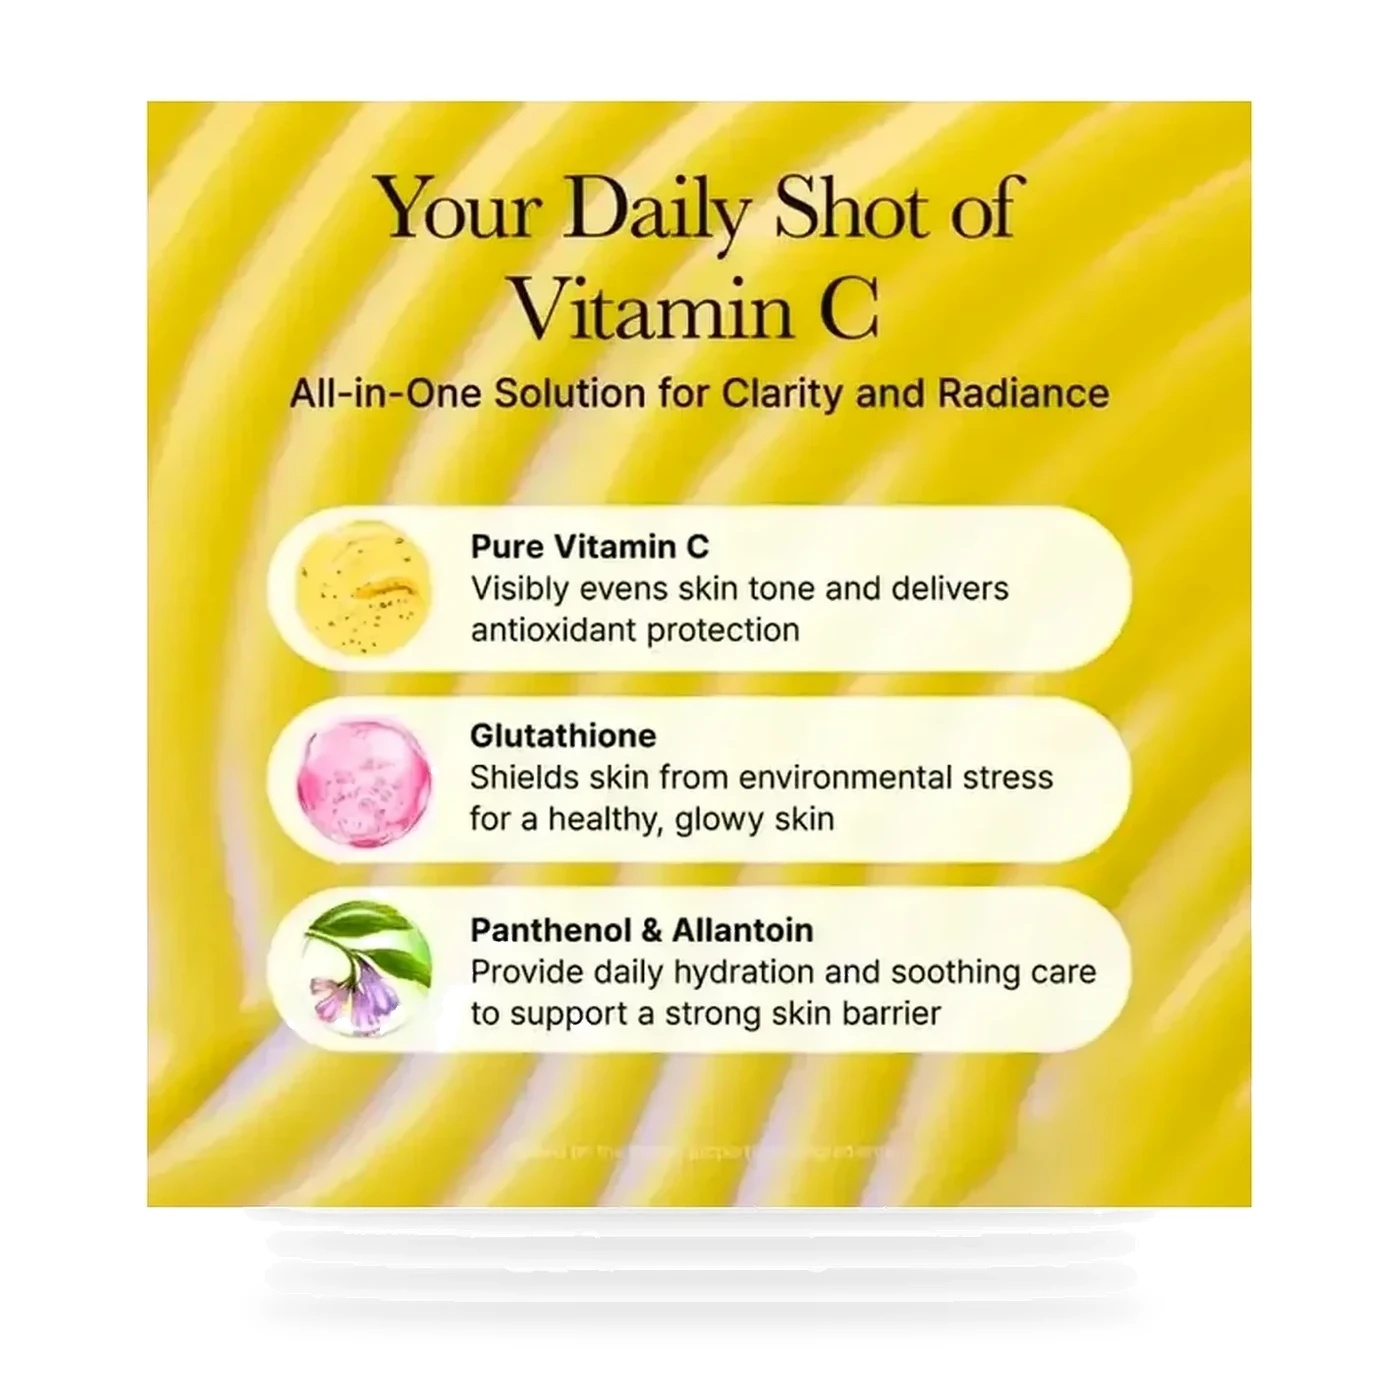 Your Daily Shot of
Vitamin C
All-in-One Solution for Clarity and Radiance
Pure Vitamin C
Visibly evens skin tone and delivers
antioxidant protection
Glutathione
Shields skin from environmental stress
for a healthy, glowy skin
Panthenol & Allantoin
Provide daily hydration and soothing care
to support a strong skin barrier
on the